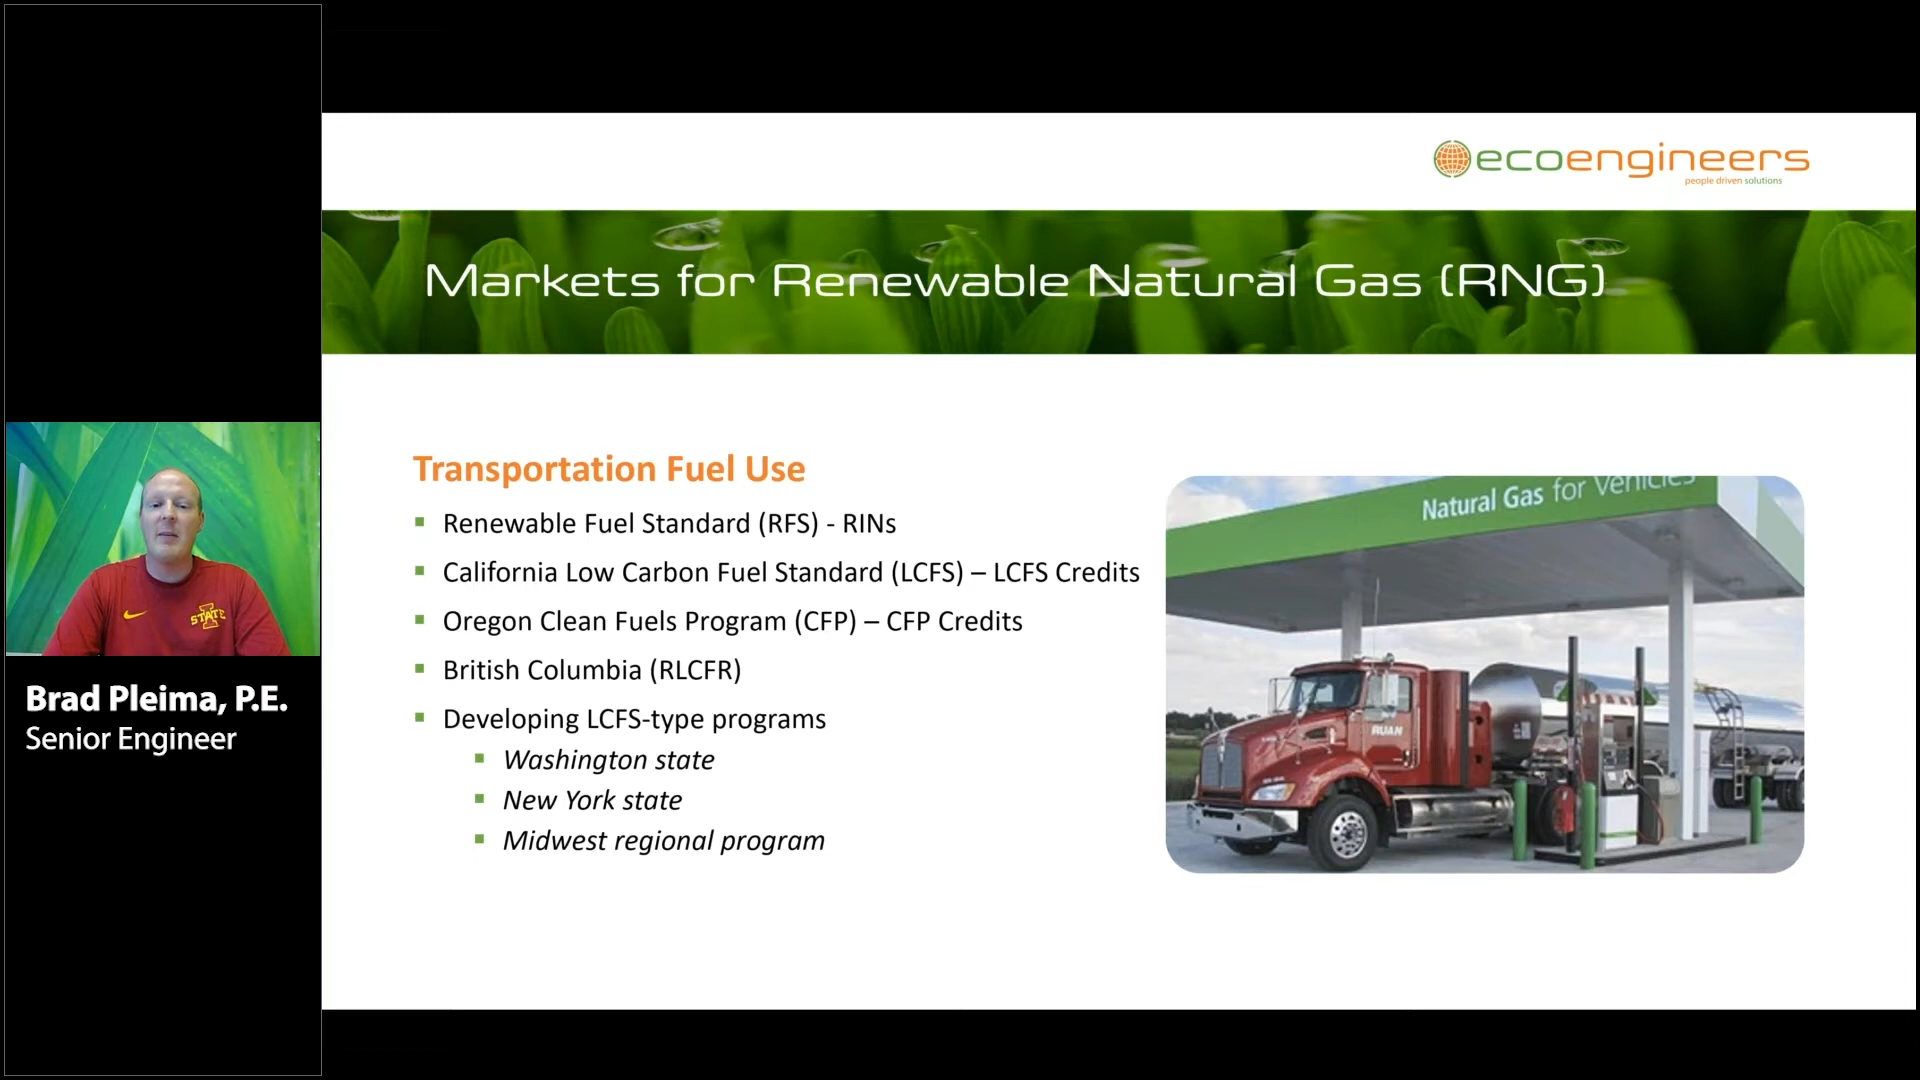 ecoengineers
people driven solutions
Markets for Renewable Natural Gas (RNG)
Transportation Fuel Use
Renewable Fuel Standard (RFS) - RINs
California Low Carbon Fuel Standard (LCFS) – LCFS Credits
Oregon Clean Fuels Program (CFP) – CFP Credits
British Columbia (RLCFR)
Developing LCFS-type programs
Washington state
New York state
Midwest regional program
Natural Gas for Vehicles
RUAN
STATE
Brad Pleima, P.E.
Senior Engineer